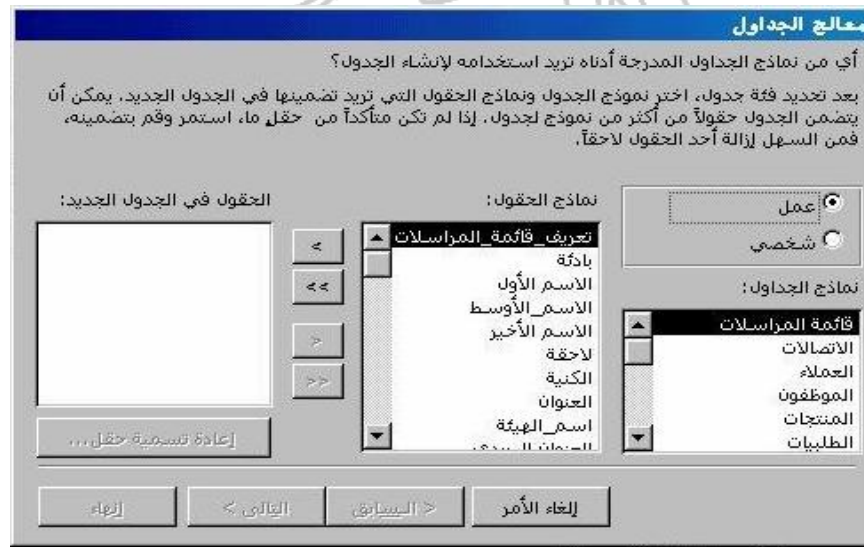 معالج الجداول
أي من نماذج الجداول المدرجة أدناه تريد استخدامه لإنشاء الجدول؟
بعد تحديد فئة جدول، اختر نموذج الجدول ونماذج الحقول التي تريد تضمينها في الجدول الجديد. يمكن أن
يتضمن الجدول حقولاً من أكثر من نموذج لجدول. إذا لم تكن متأكداً من حقل ما، استمر وقم بتضمينه،
فمن السهل إزالة أحد الحقول لاحقاً.
عمل
شخصي
نماذج الجداول:
قائمة المراسلات
الاتصالات
العملاء
الموظفون
المنتجات
الطلبيات
نماذج الحقول:
تعريف_قائمة_المراسلات
بادئة
الاسم الأول
الاسم_الأوسط
الاسم الأخير
لاحقة
الكنية
العنوان
اسم_الهيئة
>
>>
<
<<
الحقول في الجدول الجديد:
إعادة تسمية حقل...
إلغاء الأمر
< السابق
التالي >
إنهاء